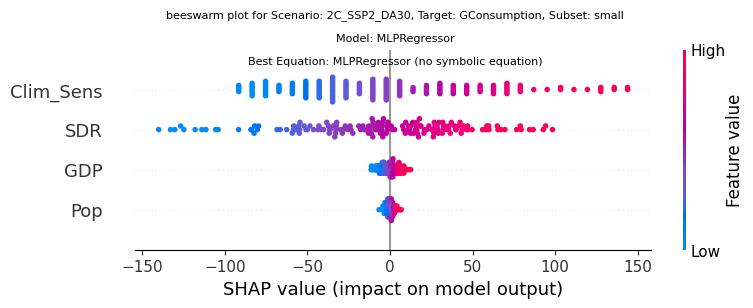 beeswarm plot for Scenario: 2C_SSP2_DA30, Target: GConsumption, Subset: small
Model: MLPRegressor
Best Equation: MLPRegressor (no symbolic equation)
High
Clim_Sens
SDR
GDP
Pop
Feature value
Low
−150 −100 −50 0 50 100 150
SHAP value (impact on model output)